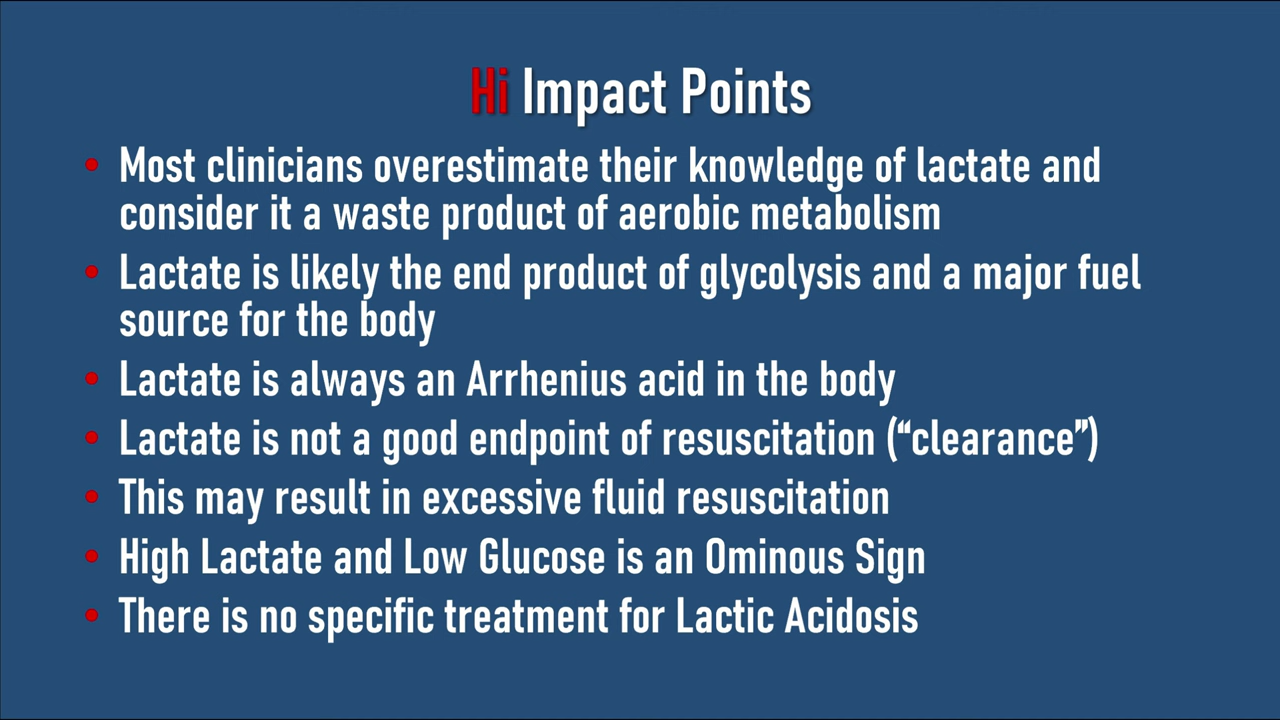 Hi Impact Points
• Most clinicians overestimate their knowledge of lactate and
consider it a waste product of aerobic metabolism
• Lactate is likely the end product of glycolysis and a major fuel
source for the body
• Lactate is always an Arrhenius acid in the body
• Lactate is not a good endpoint of resuscitation (“clearance”)
• This may result in excessive fluid resuscitation
• High Lactate and Low Glucose is an Ominous Sign
• There is no specific treatment for Lactic Acidosis